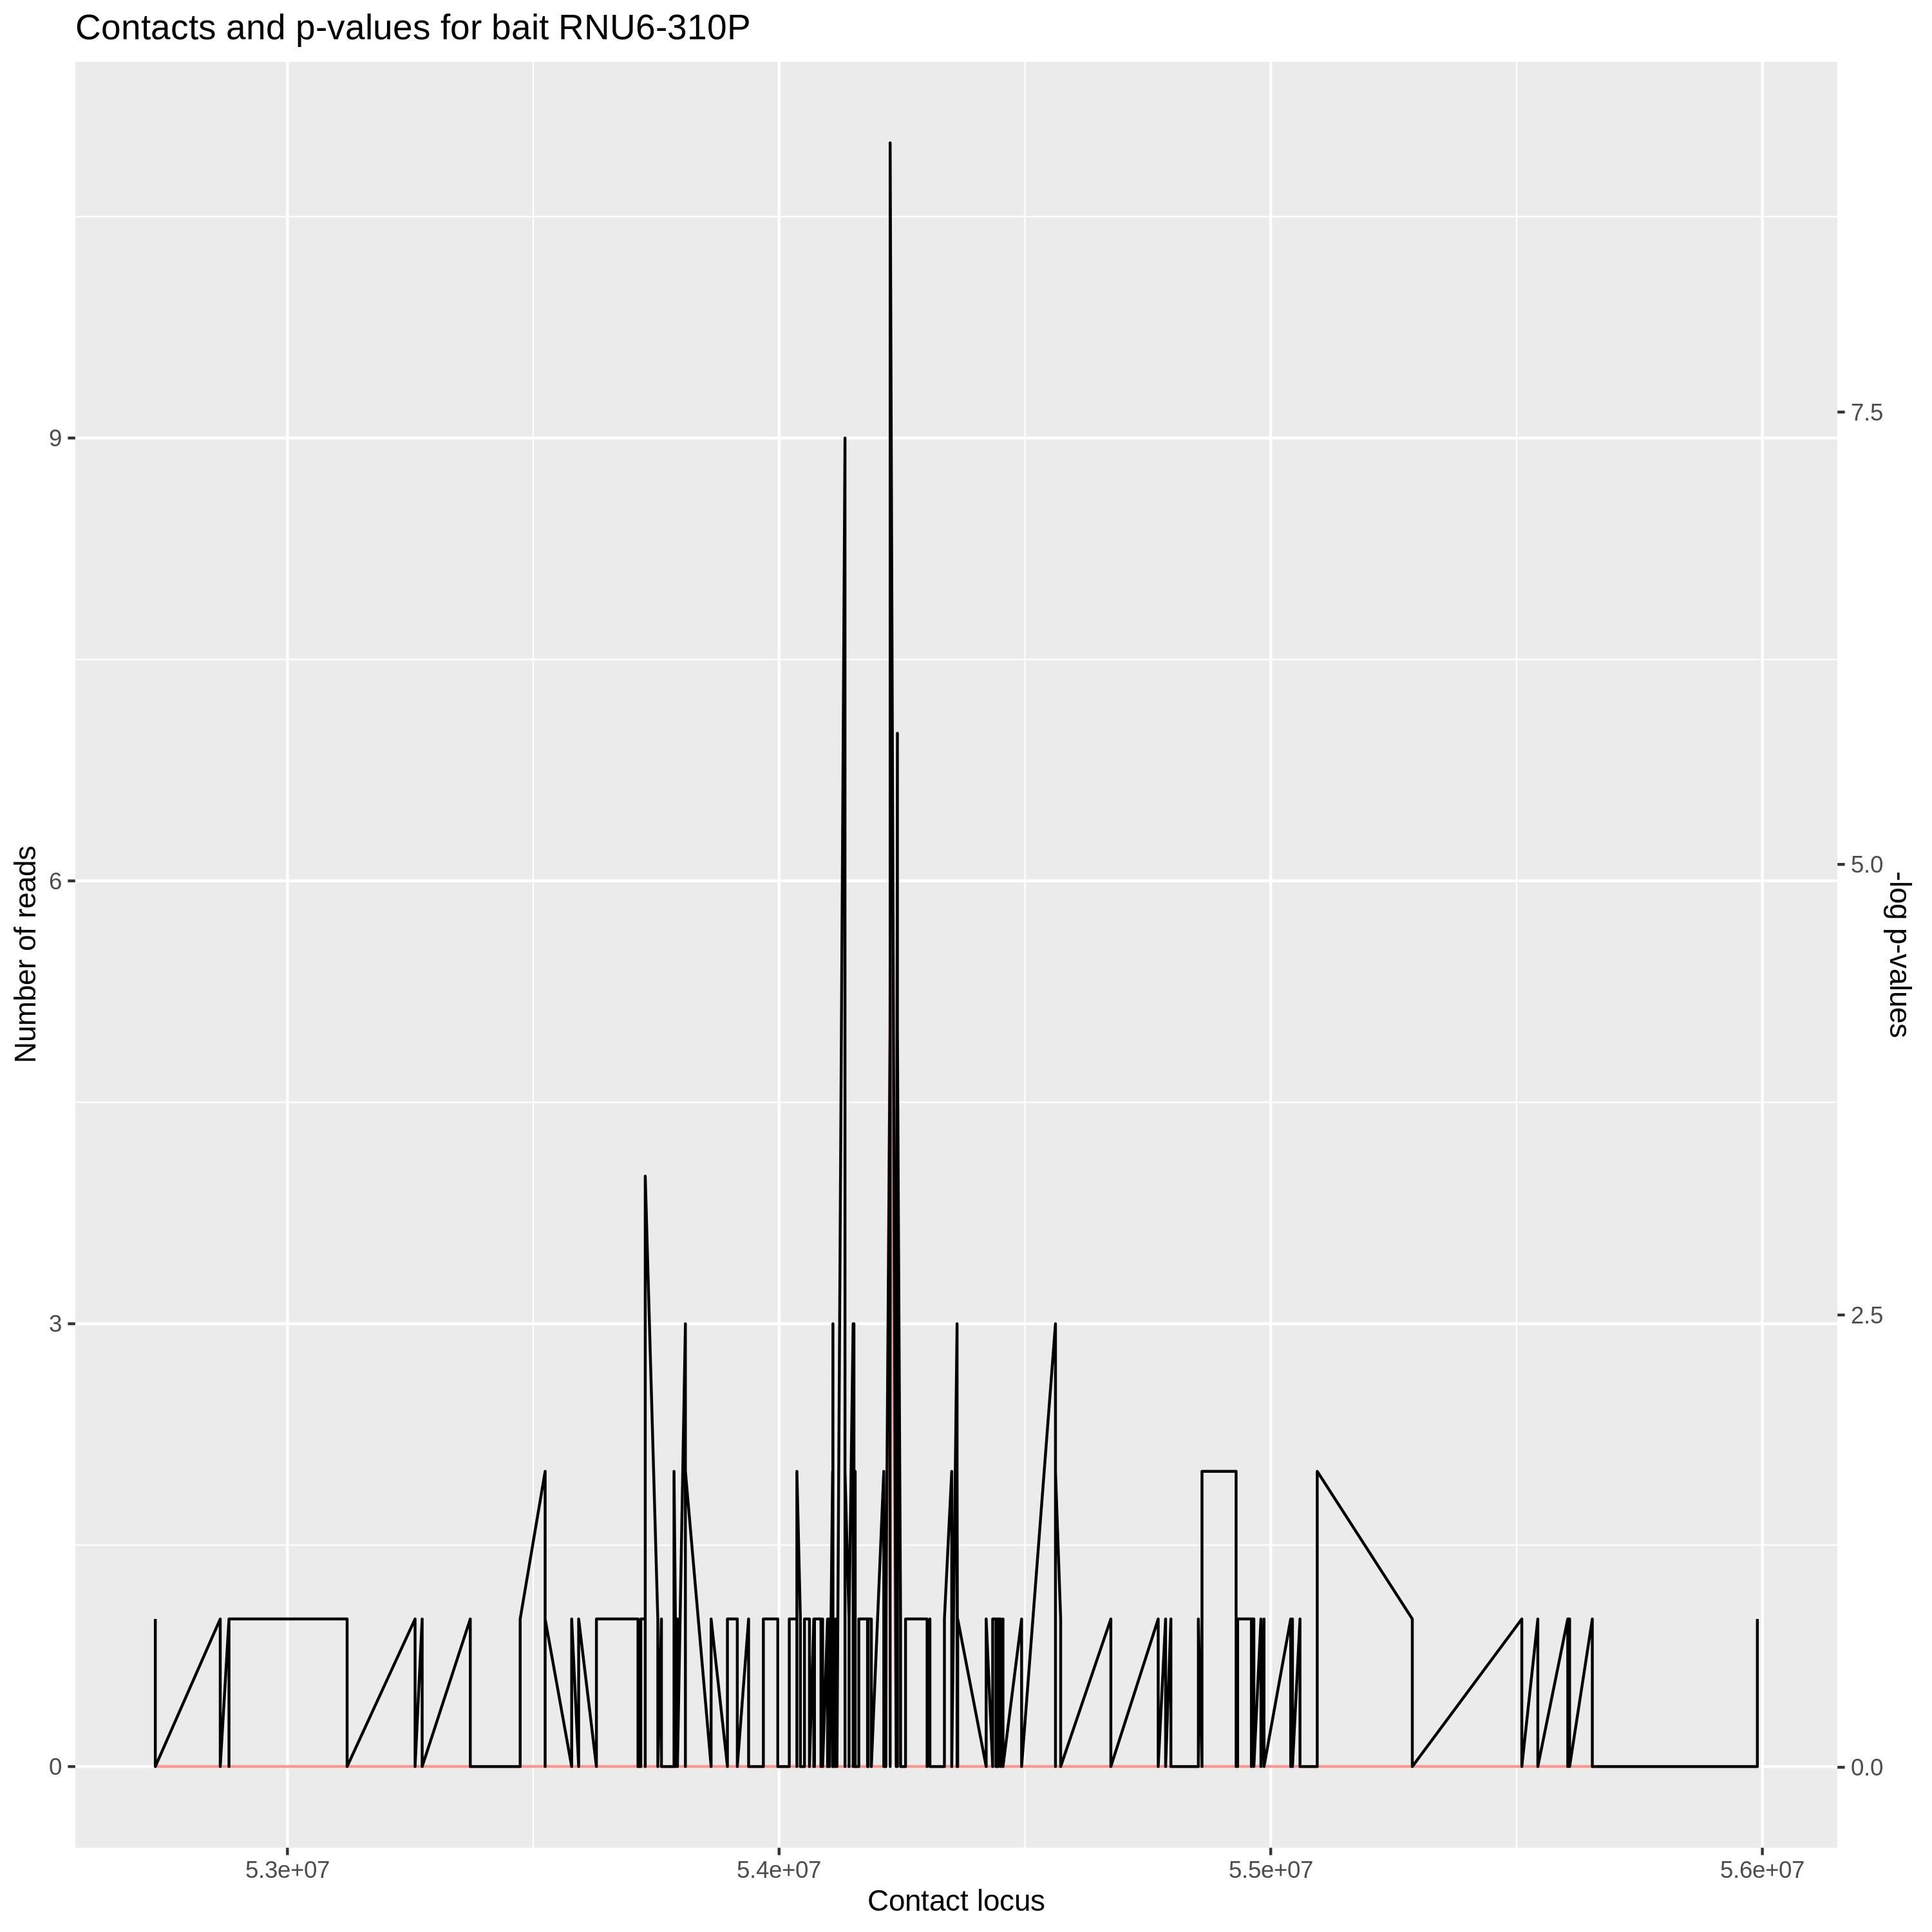 Contacts and p-values for bait RNU6-310P
9
6
3
0
Number of reads
7.5
5.0
2.5
0.0
-log p-values
5.3e+07
5.4e+07
5.5e+07
5.6e+07
Contact locus